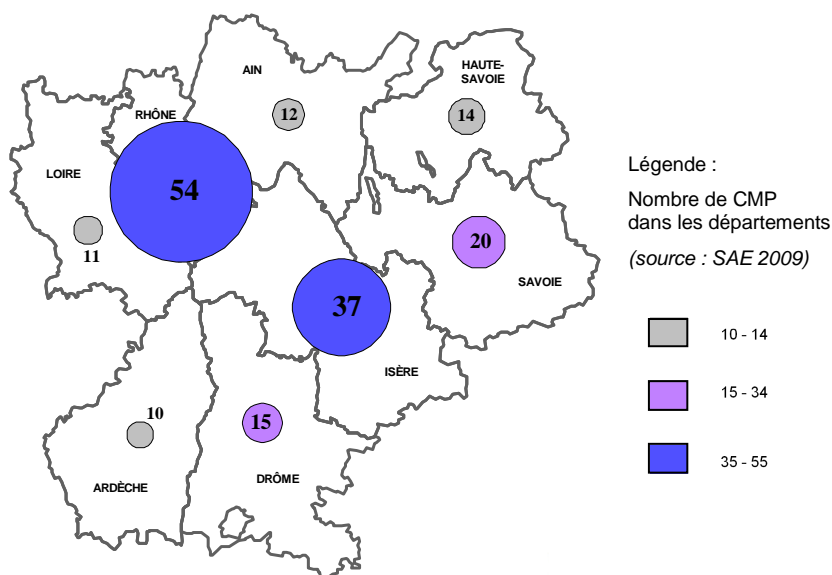 AIN
HAUTE-
SAVOIE
12
14
RHÔNE
LOIRE
54
11
20
SAVOIE
37
ISÈRE
10
15
ARDÈCHE
DRÔME
Légende :
Nombre de CMP
dans les départements
(source : SAE 2009)
10 - 14
15 - 34
35 - 55